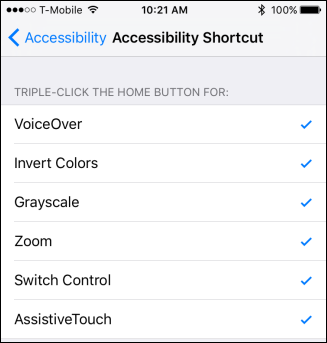 T-Mobile 10:21 AM 100%
Accessibility Accessibility Shortcut
TRIPLE-CLICK THE HOME BUTTON FOR:
VoiceOver
Invert Colors
Grayscale
Zoom
Switch Control
AssistiveTouch